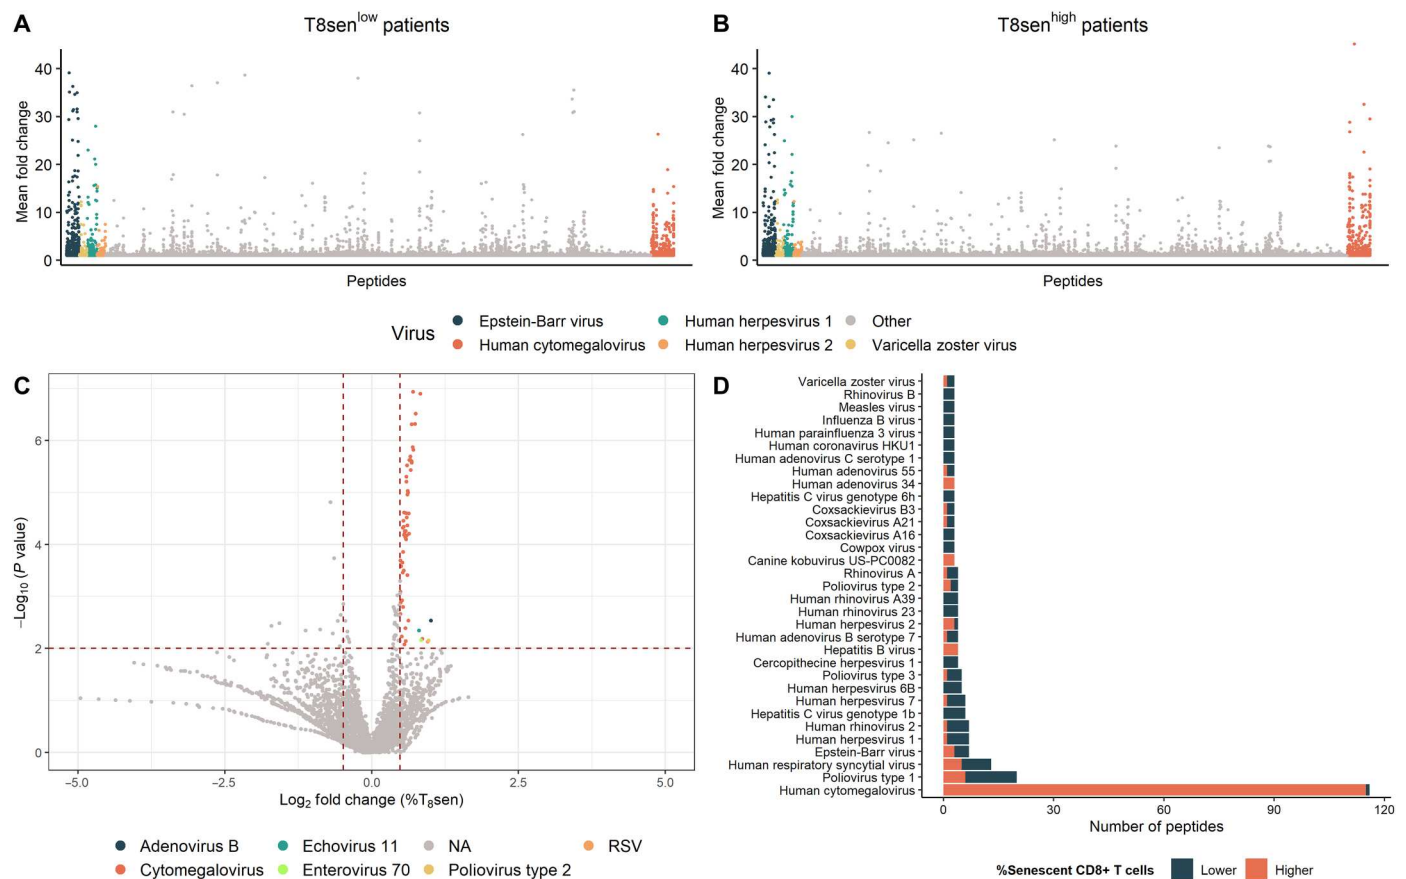 A
T8sen^low patients
Mean fold change
40
30
20
10
0
Peptides
B
T8sen^high patients
Mean fold change
40
30
20
10
0
Peptides
Virus
Epstein-Barr virus
Human herpesvirus 1
Other
Human cytomegalovirus
Human herpesvirus 2
Varicella zoster virus
C
−Log10 (P value)
6
4
2
0
−5.0
−2.5
0.0
2.5
5.0
Log2 fold change (%T8sen)
Adenovirus B
Echovirus 11
NA
RSV
Cytomegalovirus
Enterovirus 70
Poliovirus type 2
D
Varicella zoster virus
Rhinovirus B
Measles virus
Influenza B virus
Human parainfluenza 3 virus
Human coronavirus HKU1
Human adenovirus C serotype 1
Human adenovirus 55
Human adenovirus 34
Hepatitis C virus genotype 6h
Coxsackievirus B3
Coxsackievirus A21
Coxsackievirus A16
Cowpox virus
Canine kobuvirus US-PC0082
Rhinovirus A
Poliovirus type 2
Human rhinovirus A39
Human rhinovirus 23
Human herpesvirus 2
Human adenovirus B serotype 7
Hepatitis B virus
Cercopithecine herpesvirus 1
Poliovirus type 3
Human herpesvirus 6B
Human herpesvirus 7
Hepatitis C virus genotype 1b
Human rhinovirus 2
Human herpesvirus 1
Epstein-Barr virus
Human respiratory syncytial virus
Poliovirus type 1
Human cytomegalovirus
0
30
60
90
120
Number of peptides
%Senescent CD8+ T cells
Lower
Higher